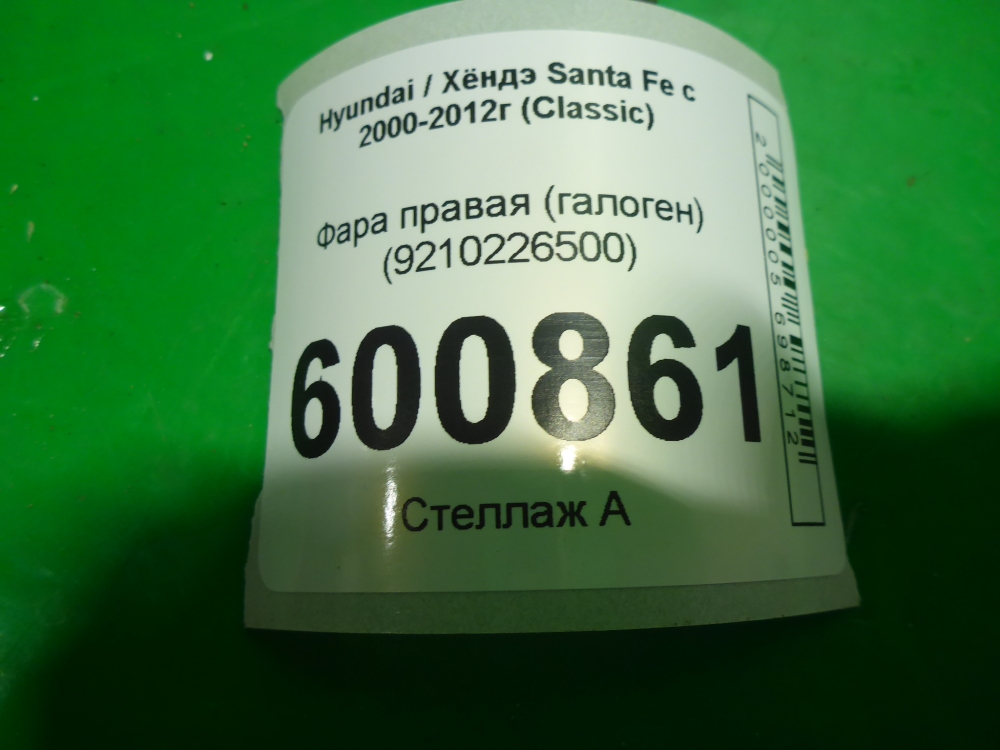 Hyundai / Хёндэ Santa Fe с
2000-2012г (Classic)
Фара правая (галоген)
(9210226500)
600861
Стеллаж А
2000005698712